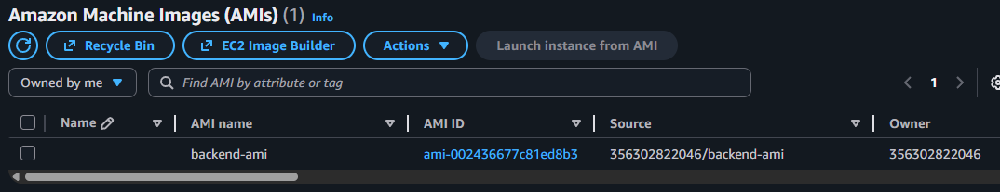 Amazon Machine Images (AMIs) (1) Info
Recycle Bin EC2 Image Builder Actions Launch instance from AMI
Owned by me Find AMI by attribute or tag 1
Name AMI name AMI ID Source Owner
backend-ami ami-002436677c81ed8b3 356302822046/backend-ami 356302822046